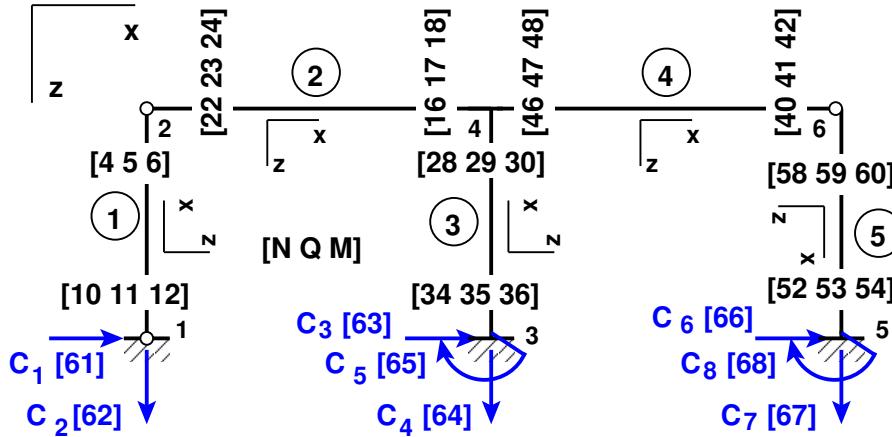 x
z
[22 23 24]
2
[16 17 18]
[46 47 48]
4
[40 41 42]
2
x
z
4
x
z
6
[4 5 6]
[28 29 30]
[58 59 60]
1
x
z
[N Q M]
3
x
z
z
x
5
[10 11 12]
[34 35 36]
[52 53 54]
1
3
5
C1 [61]
C3 [63]
C6 [66]
C5 [65]
C8 [68]
C2 [62]
C4 [64]
C7 [67]